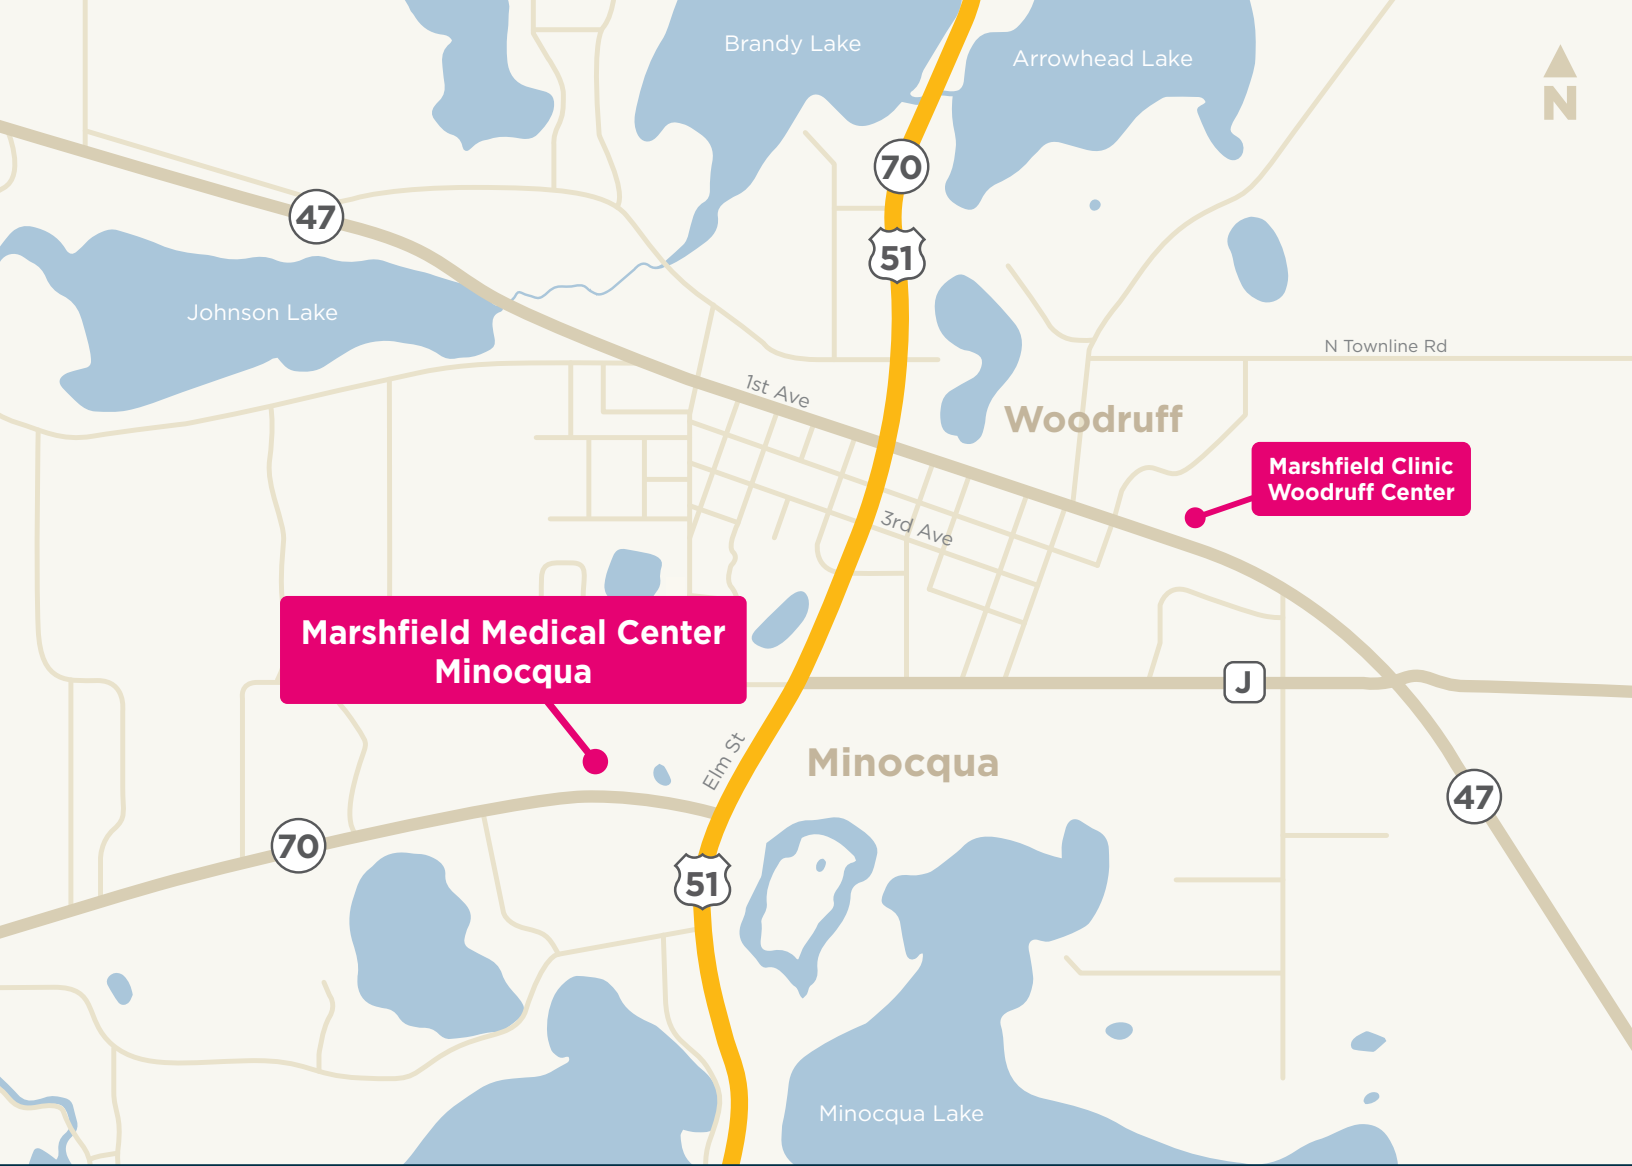 Brandy Lake
Arrowhead Lake
N
70
47
51
Johnson Lake
N Townline Rd
1st Ave
Woodruff
Marshfield Clinic
Woodruff Center
3rd Ave
Marshfield Medical Center
Minocqua
J
Elm St
Minocqua
47
70
51
Minocqua Lake